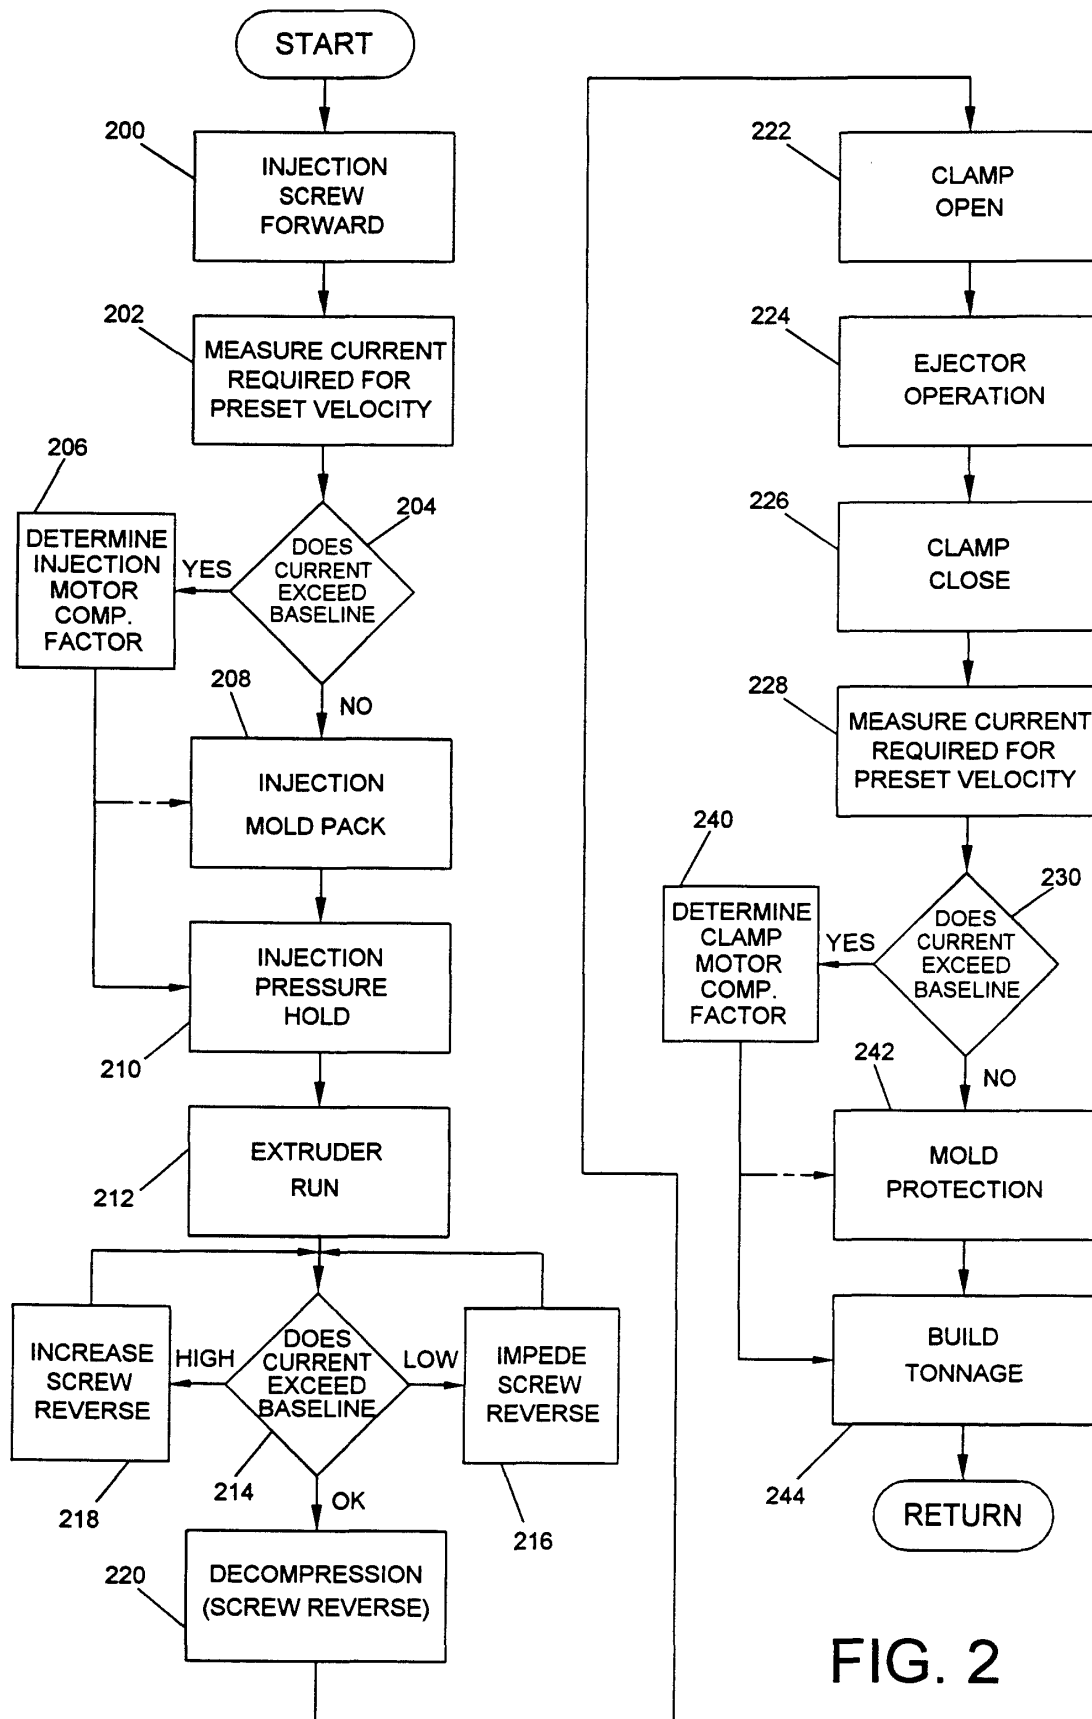 START
200
INJECTION
SCREW
FORWARD
202
MEASURE CURRENT
REQUIRED FOR
PRESET VELOCITY
206
204
DETERMINE
INJECTION
MOTOR
COMP.
FACTOR
YES
DOES
CURRENT
EXCEED
BASELINE
NO
208
INJECTION
MOLD PACK
INJECTION
PRESSURE
HOLD
210
EXTRUDER
RUN
212
INCREASE
SCREW
REVERSE
HIGH
DOES
CURRENT
EXCEED
BASELINE
LOW
IMPEDE
SCREW
REVERSE
218
214
OK
216
220
DECOMPRESSION
(SCREW REVERSE)
222
CLAMP
OPEN
224
EJECTOR
OPERATION
226
CLAMP
CLOSE
228
MEASURE CURRENT
REQUIRED FOR
PRESET VELOCITY
240
230
DETERMINE
CLAMP
MOTOR
COMP.
FACTOR
YES
DOES
CURRENT
EXCEED
BASELINE
NO
242
MOLD
PROTECTION
BUILD
TONNAGE
244
RETURN
FIG. 2